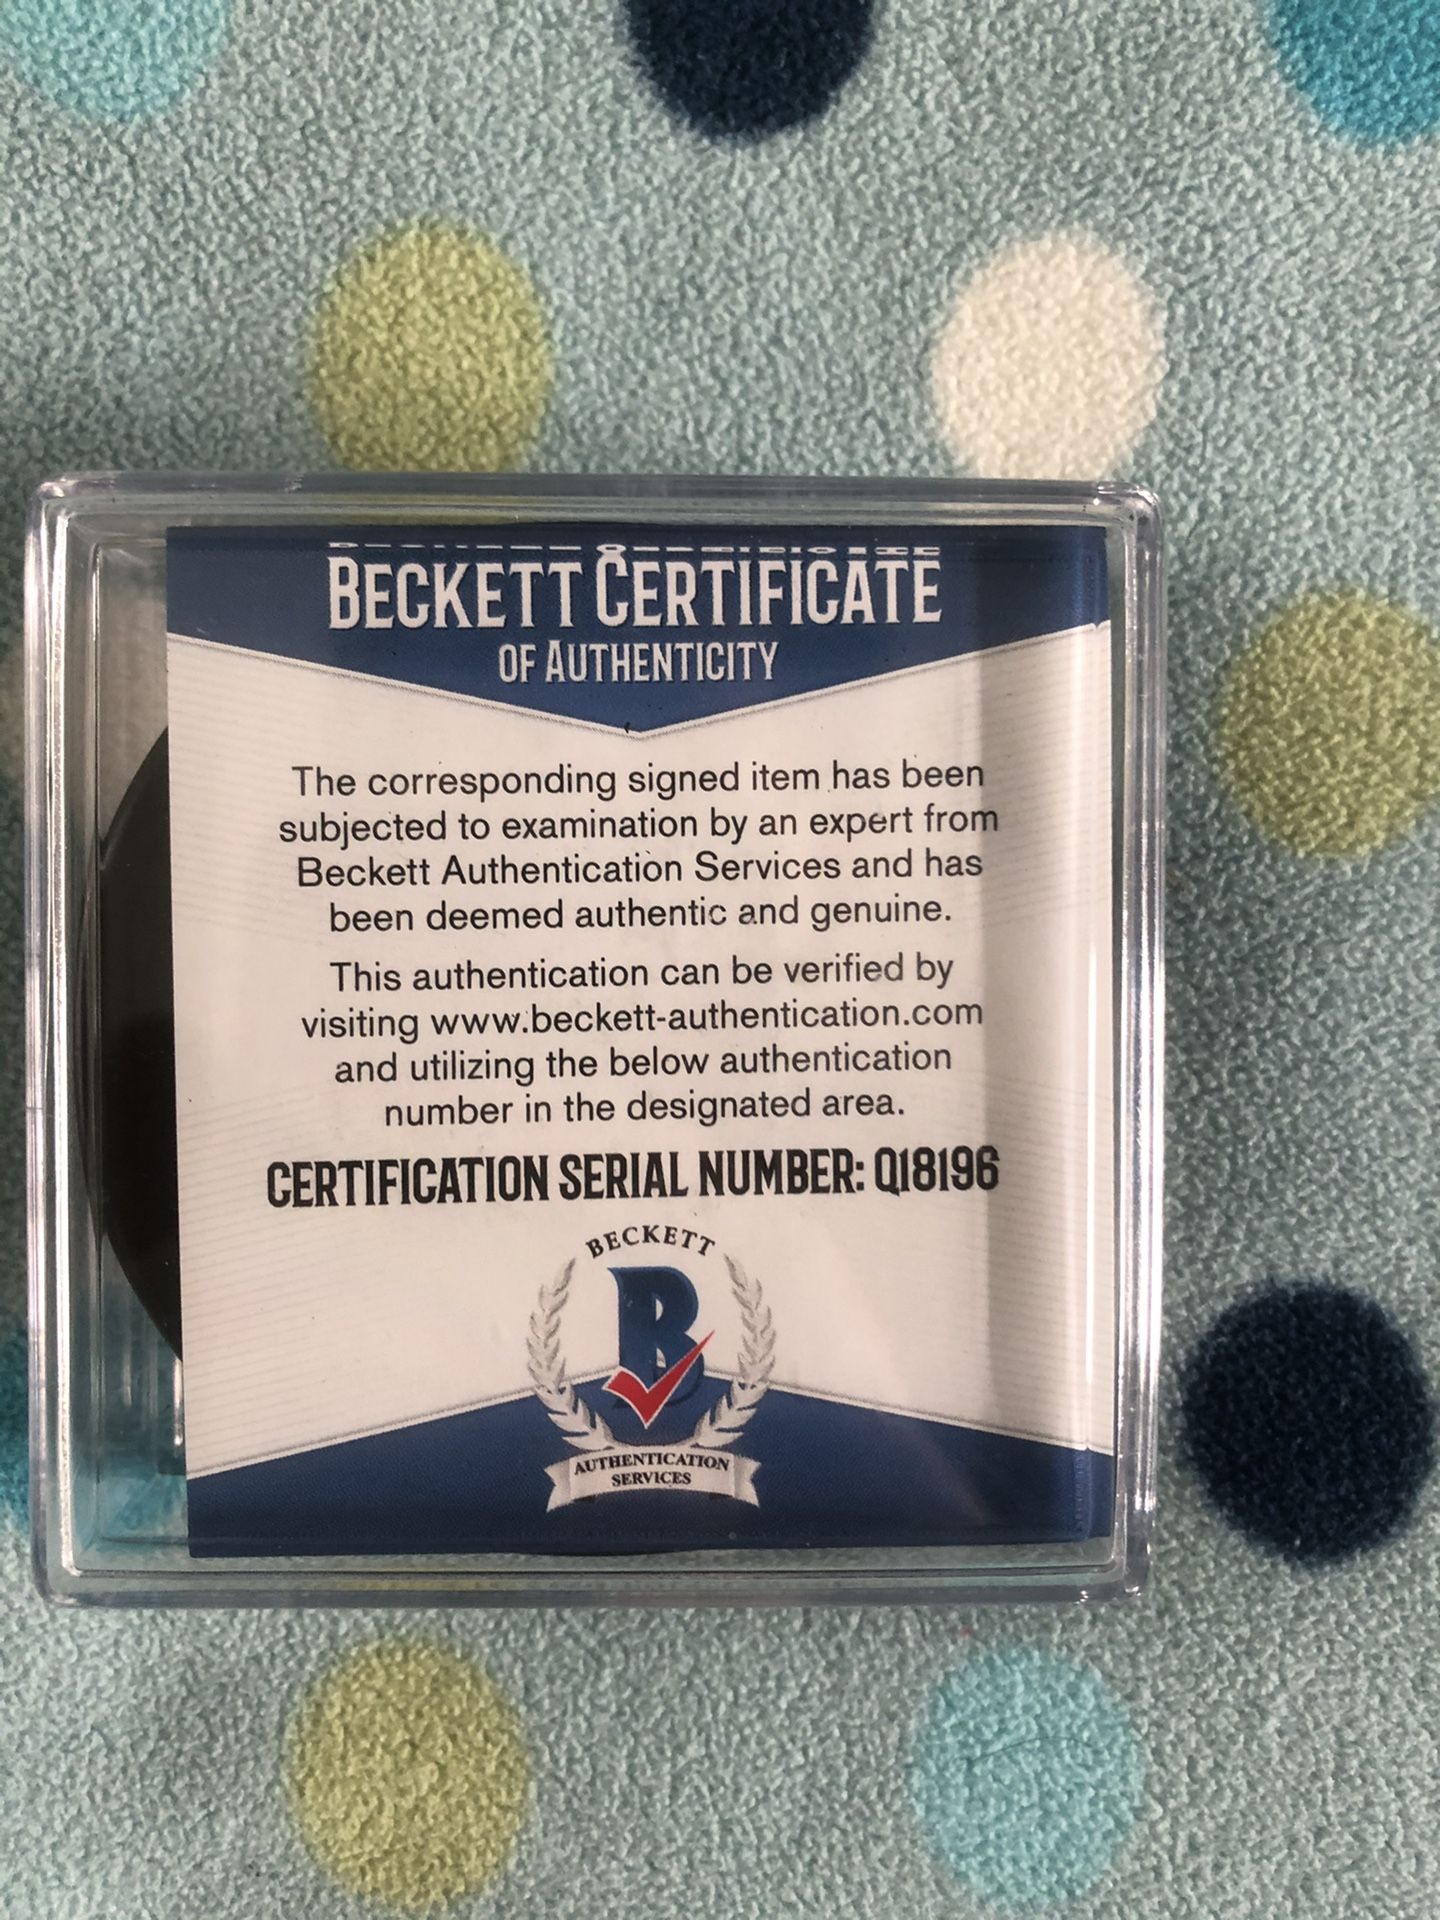 BECKETT CERTIFICATE
OF AUTHENTICITY
The corresponding signed item has been
subjected to examination by an expert from
Beckett Authentication Services and has
been deemed authentic and genuine.
This authentication can be verified by
visiting www.beckett-authentication.com
and utilizing the below authentication
number in the designated area.
CERTIFICATION SERIAL NUMBER: Q18196
BECKETT
B
AUTHENTICATION
SERVICES